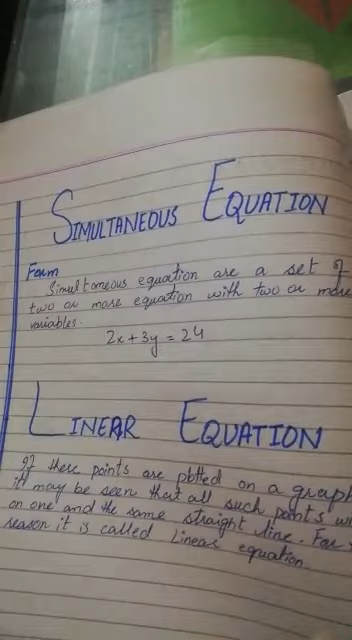 SIMULTANEOUS EQUATION
Form
Simultaneous equation are a set of
two or more equation with two or more
variables.
2x + 3y = 24
LINEAR EQUATION
If these points are plotted on a graph
it may be seen that all such points
on one and the same straight line. For
reason it is called Linear equation.